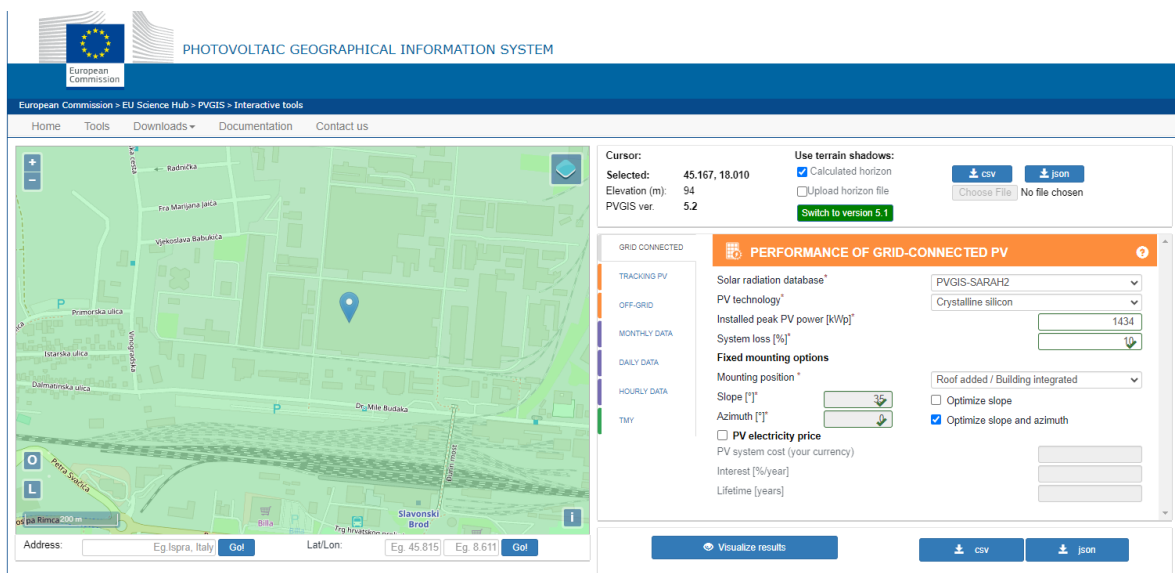 European
Commission
PHOTOVOLTAIC GEOGRAPHICAL INFORMATION SYSTEM
European Commission > EU Science Hub > PVGIS > Interactive tools
Home Tools Downloads Documentation Contact us
+
−
Radnička
Fra Marijana Jaića
Vjekoslava Babukića
P
Primorska ulica
Istarska ulica
Vinogradska
Dalmatinska ulica
P
Dr. Mile Budaka
O
Petra Svačića
L
200 m
Billa
Slavonski
Brod
i
Address: Eg.Ispra, Italy Go! Lat/Lon: Eg. 45.815 Eg. 8.611 Go!
Cursor:
Selected: 45.167, 18.010
Elevation (m): 94
PVGIS ver. 5.2
Use terrain shadows:
Calculated horizon
Upload horizon file
Switch to version 5.1
csv json
Choose File No file chosen
GRID CONNECTED
TRACKING PV
OFF-GRID
MONTHLY DATA
DAILY DATA
HOURLY DATA
TMY
PERFORMANCE OF GRID-CONNECTED PV ?
Solar radiation database* PVGIS-SARAH2
PV technology* Crystalline silicon
Installed peak PV power [kWp]* 1434
System loss [%]* 10
Fixed mounting options
Mounting position * Roof added / Building integrated
Slope [°]* 35 Optimize slope
Azimuth [°]* 0 Optimize slope and azimuth
PV electricity price
PV system cost (your currency)
Interest [%/year]
Lifetime [years]
Visualize results csv json